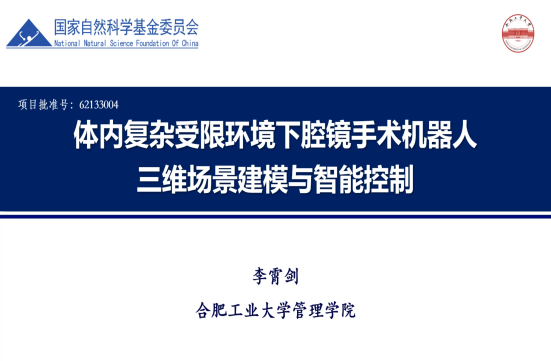 国家自然科学基金委员会
National Natural Science Foundation Of China
项目批准号：62133004
体内复杂受限环境下腔镜手术机器人
三维场景建模与智能控制
李霄剑
合肥工业大学管理学院